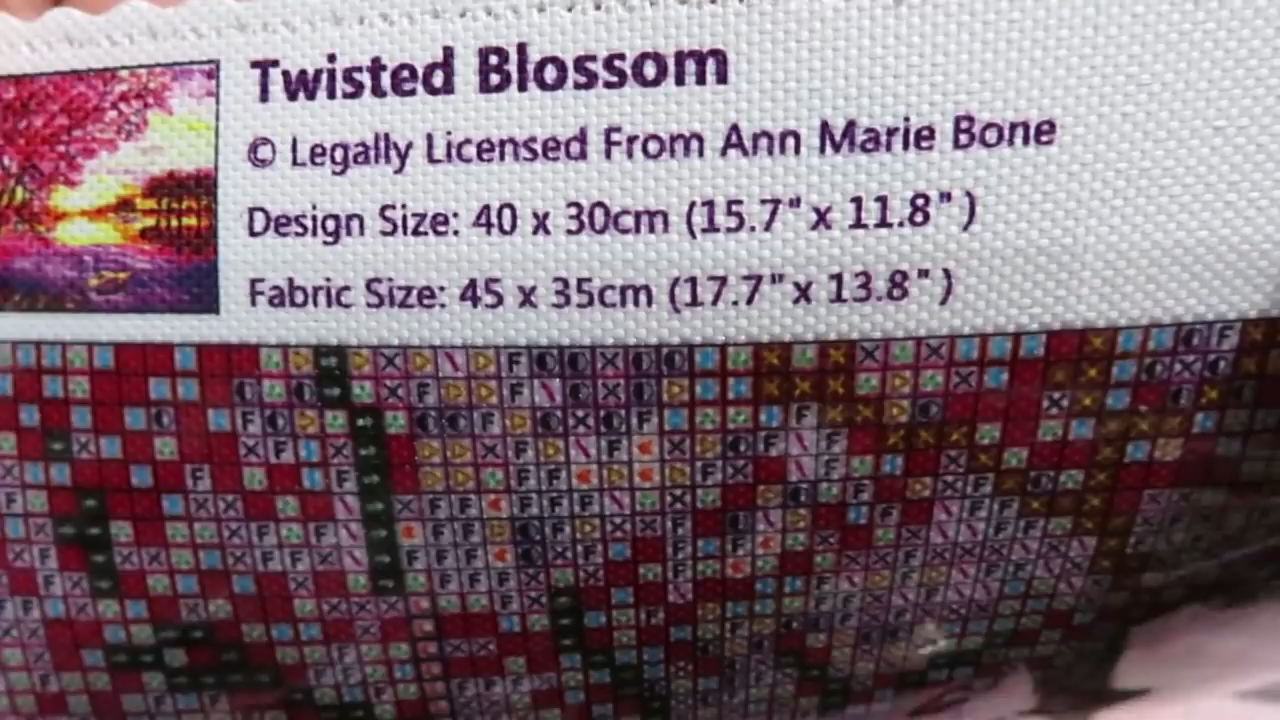 Twisted Blossom
© Legally Licensed From Ann Marie Bone
Design Size: 40 x 30cm (15.7" x 11.8")
Fabric Size: 45 x 35cm (17.7" x 13.8")